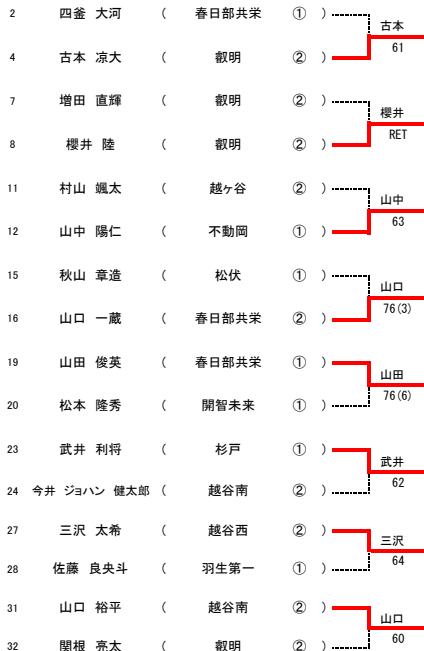 2 四釜 大河 ( 春日部共栄 ① )
古本
61
4 古本 凉大 ( 叡明 ② )
7 増田 直輝 ( 叡明 ② )
櫻井
RET
8 櫻井 陸 ( 叡明 ② )
11 村山 颯太 ( 越ヶ谷 ② )
山中
63
12 山中 陽仁 ( 不動岡 ① )
15 秋山 章造 ( 松伏 ① )
山口
76(3)
16 山口 一蔵 ( 春日部共栄 ② )
19 山田 俊英 ( 春日部共栄 ① )
山田
76(6)
20 松本 隆秀 ( 開智未来 ① )
23 武井 利将 ( 杉戸 ① )
武井
62
24 今井 ジョハン 健太郎 ( 越谷南 ② )
27 三沢 太希 ( 越谷西 ② )
三沢
64
28 佐藤 良央斗 ( 羽生第一 ① )
31 山口 裕平 ( 越谷南 ② )
山口
60
32 関根 亮太 ( 叡明 ② )